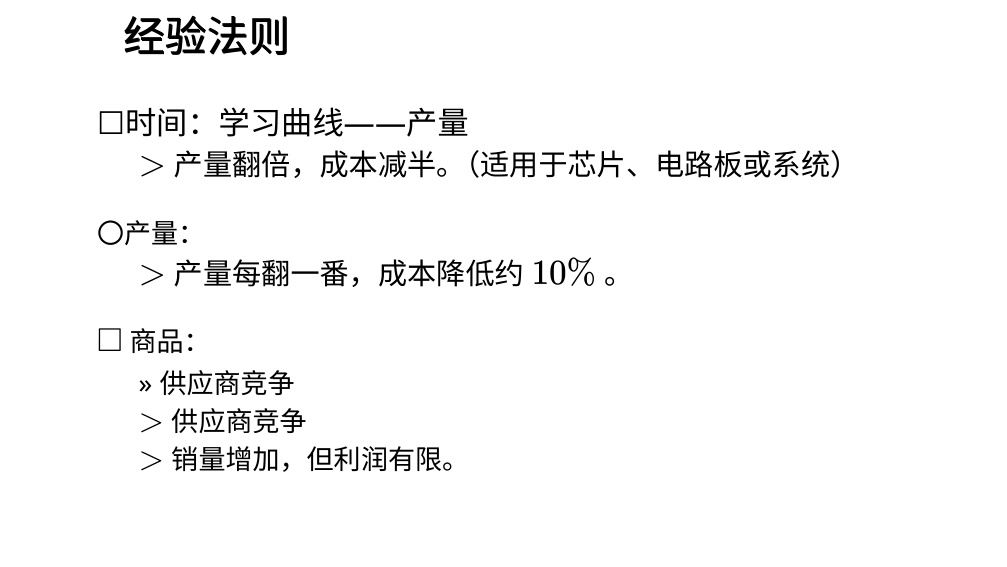 经验法则
□时间：学习曲线——产量
> 产量翻倍，成本减半。（适用于芯片、电路板或系统）
○产量：
> 产量每翻一番，成本降低约 10% 。
□ 商品：
» 供应商竞争
> 供应商竞争
> 销量增加，但利润有限。